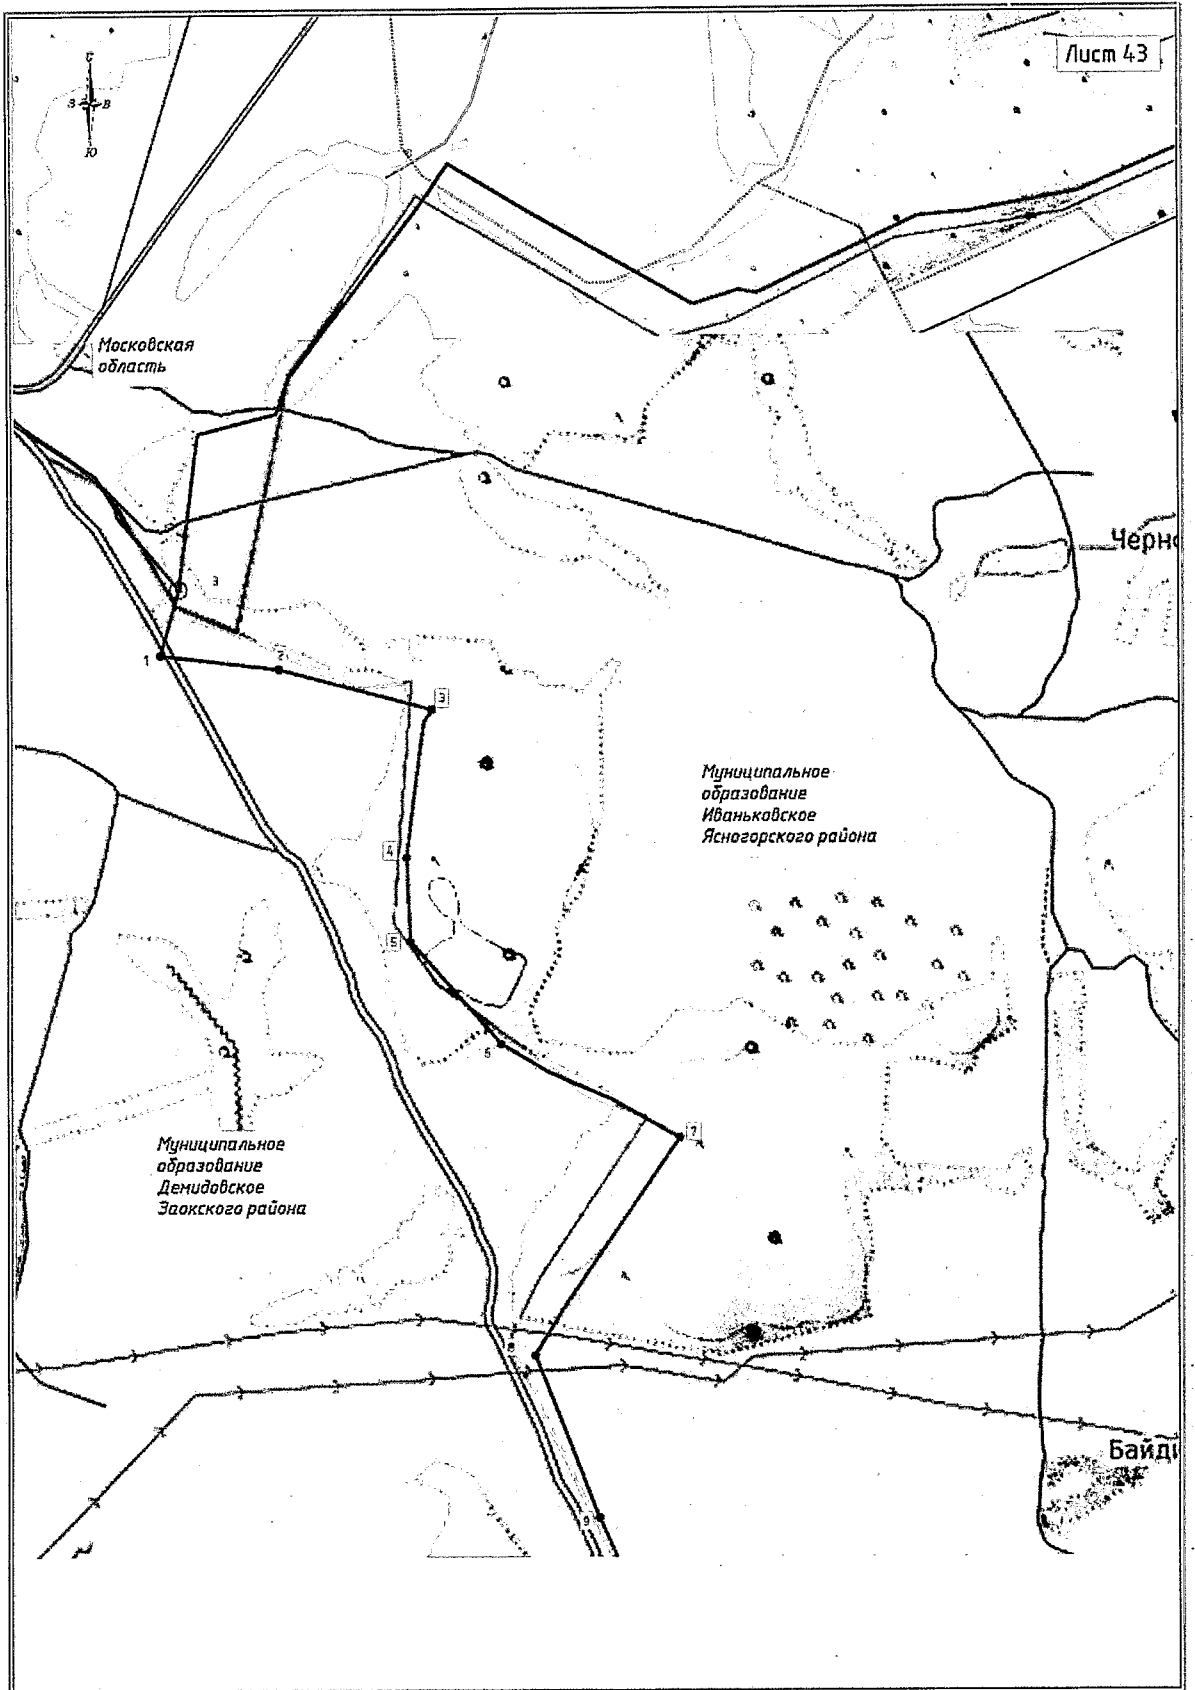 Лист 43
С
З В
Ю
Московская
область
Черн
3
1
2
3
Муниципальное
образование
Иваньковское
Ясногорского района
4
5
6
7
Муниципальное
образование
Демидовское
Заокского района
8
Байд
9